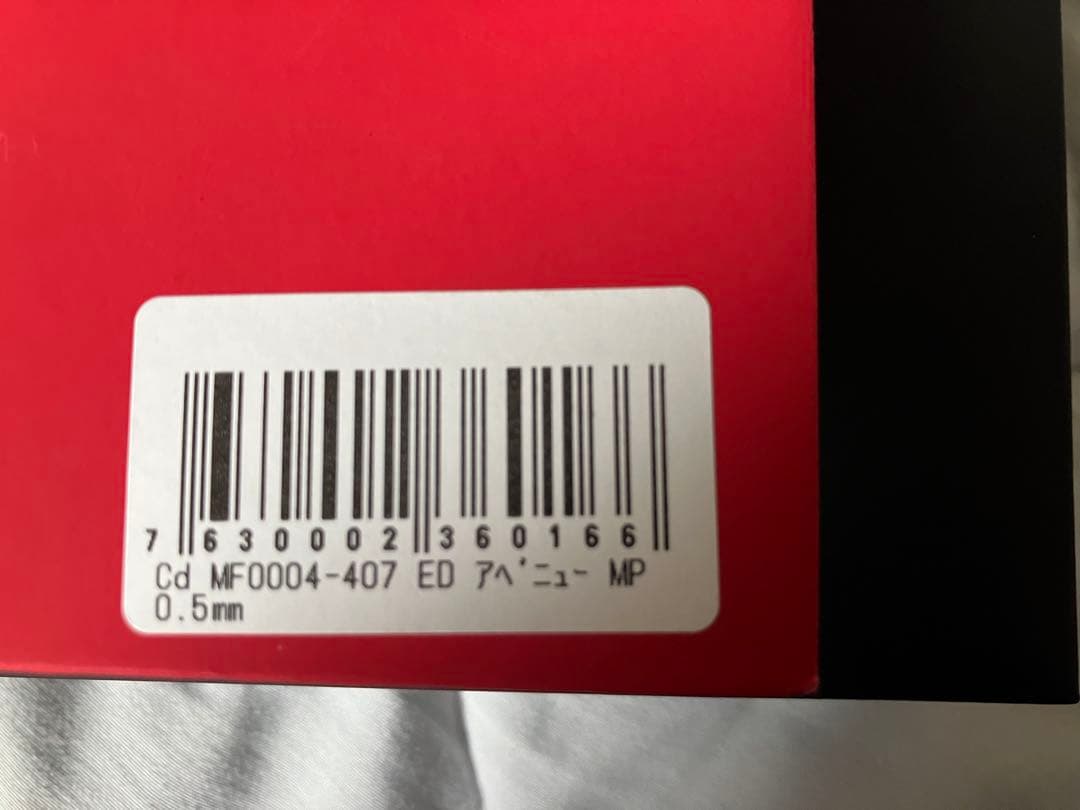 7 630002 360166
Cd MF0004-407 ED ｱﾍﾞﾆｭｰ MP
0.5mm